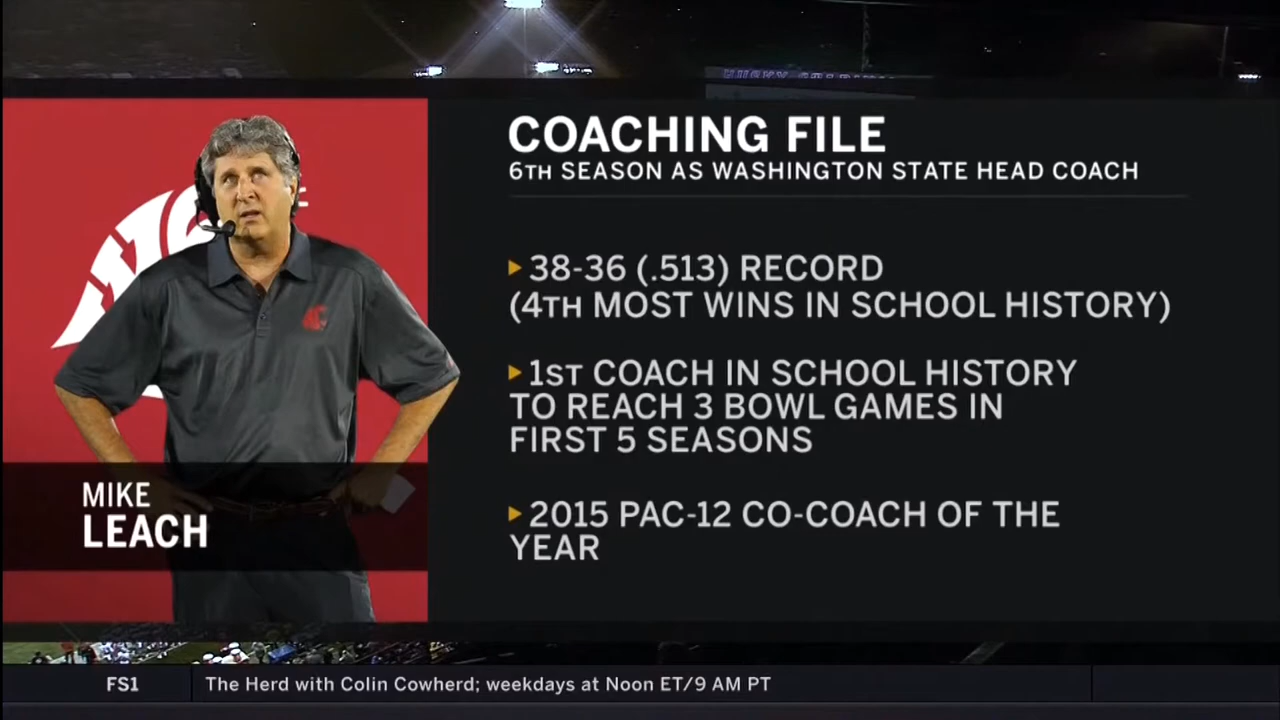 HUSKY STADIUM
COACHING FILE
6TH SEASON AS WASHINGTON STATE HEAD COACH
38-36 (.513) RECORD
(4TH MOST WINS IN SCHOOL HISTORY)
1ST COACH IN SCHOOL HISTORY
TO REACH 3 BOWL GAMES IN
FIRST 5 SEASONS
2015 PAC-12 CO-COACH OF THE
YEAR
MIKE
LEACH
FS1
The Herd with Colin Cowherd; weekdays at Noon ET/9 AM PT